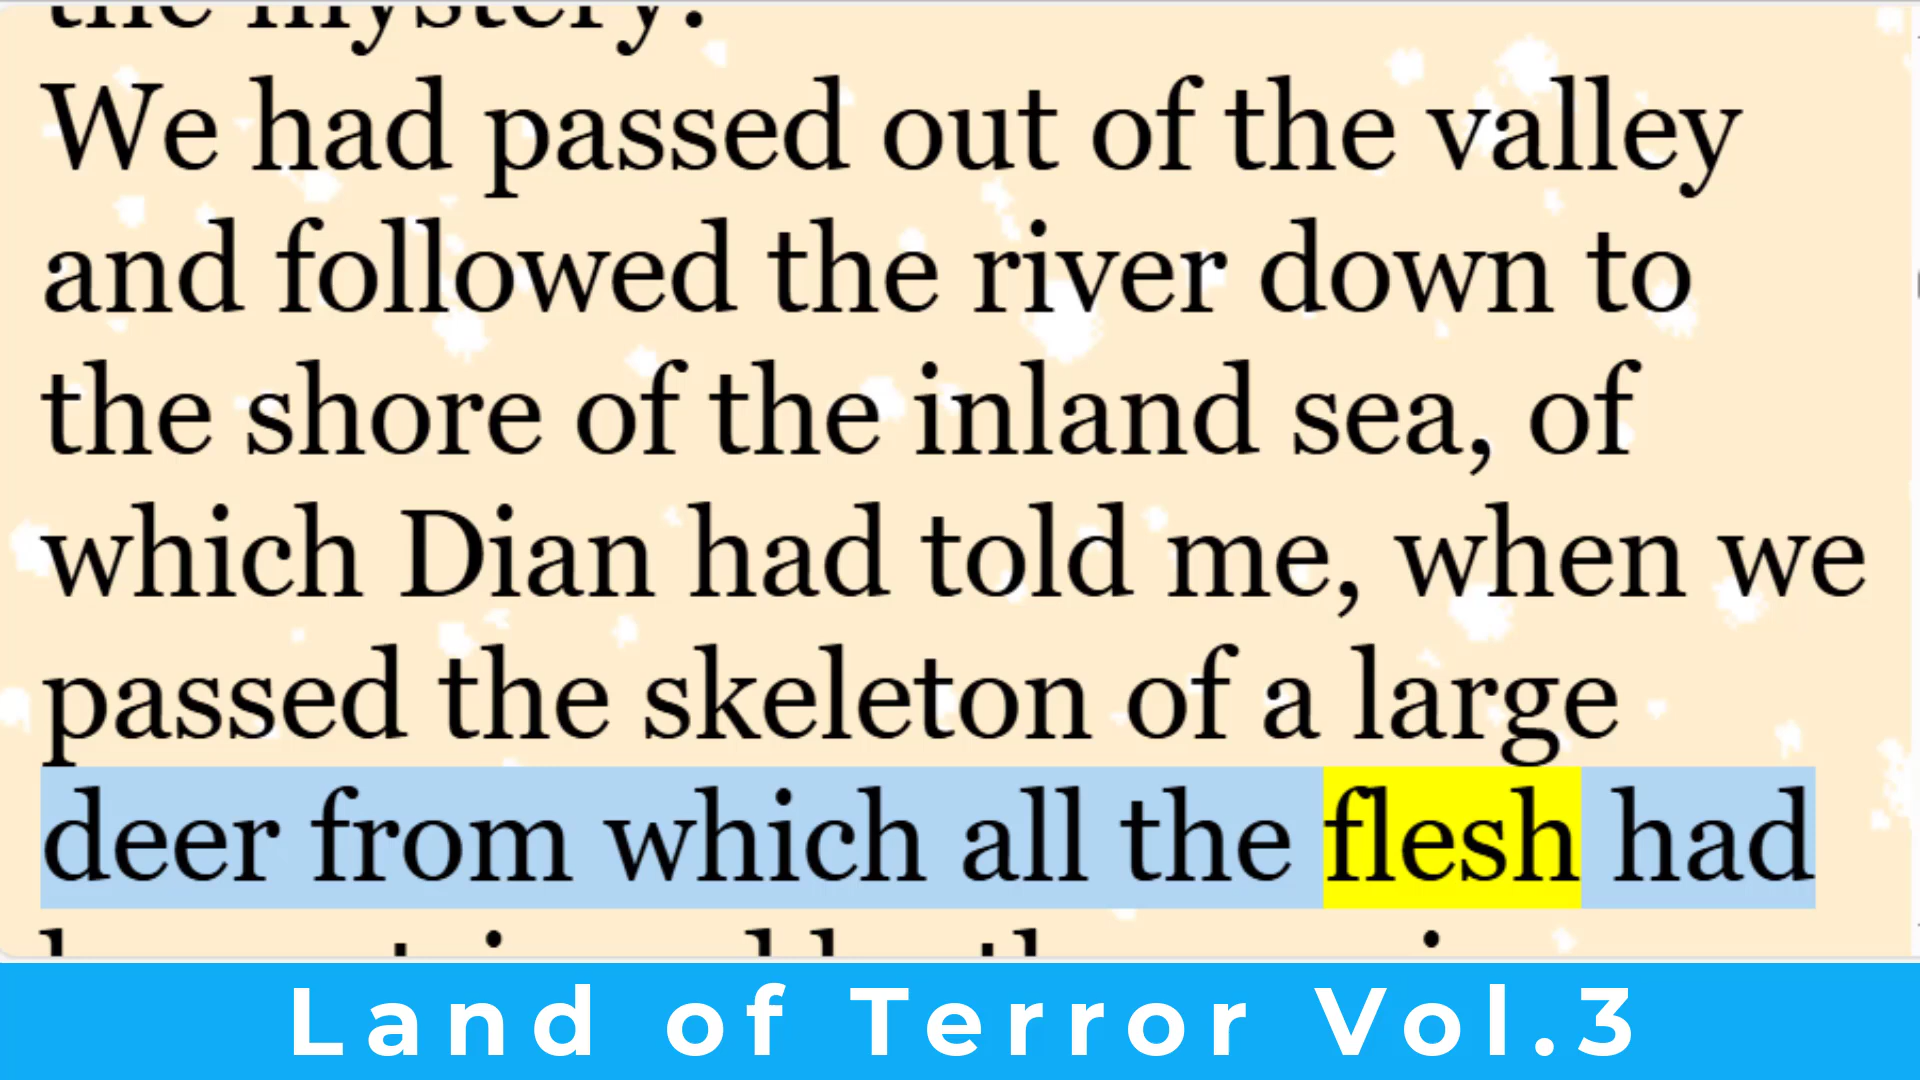 the mystery.
We had passed out of the valley
and followed the river down to
the shore of the inland sea, of
which Dian had told me, when we
passed the skeleton of a large
deer from which all the flesh had
Land of Terror Vol.3